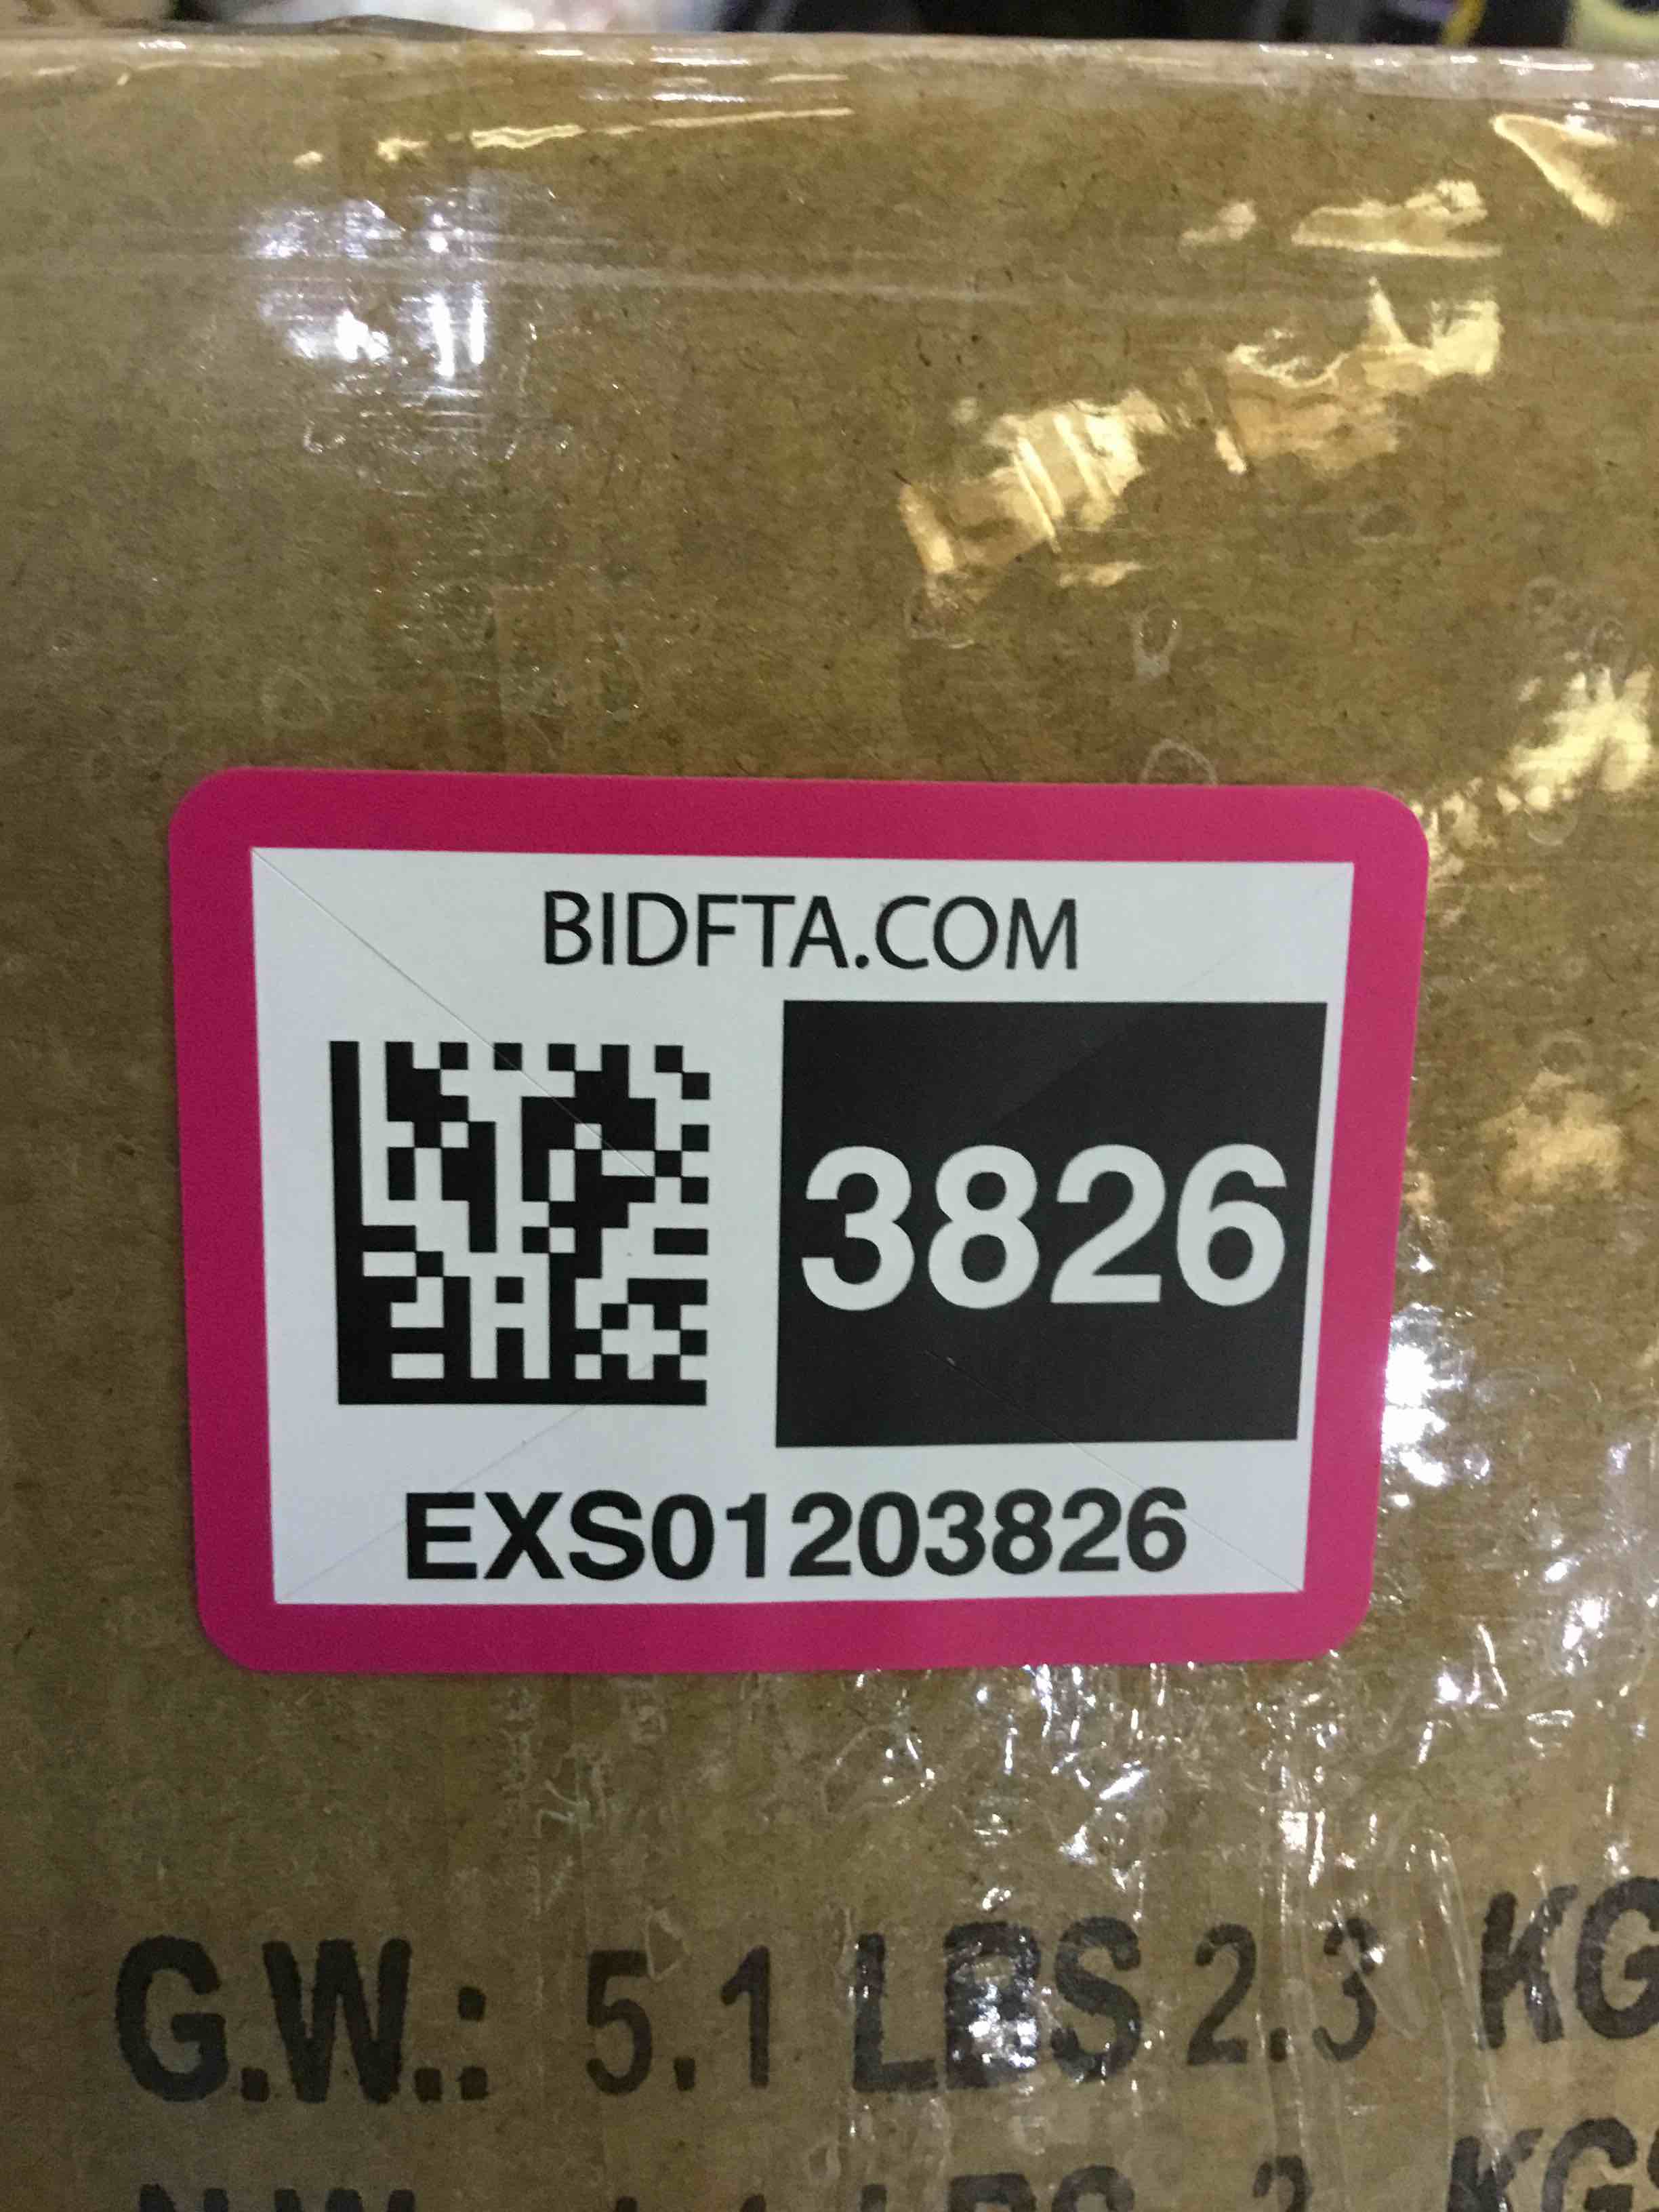 BIDFTA.COM
3826
EXS01203826
G.W.: 5.1 LBS 2.3 KG